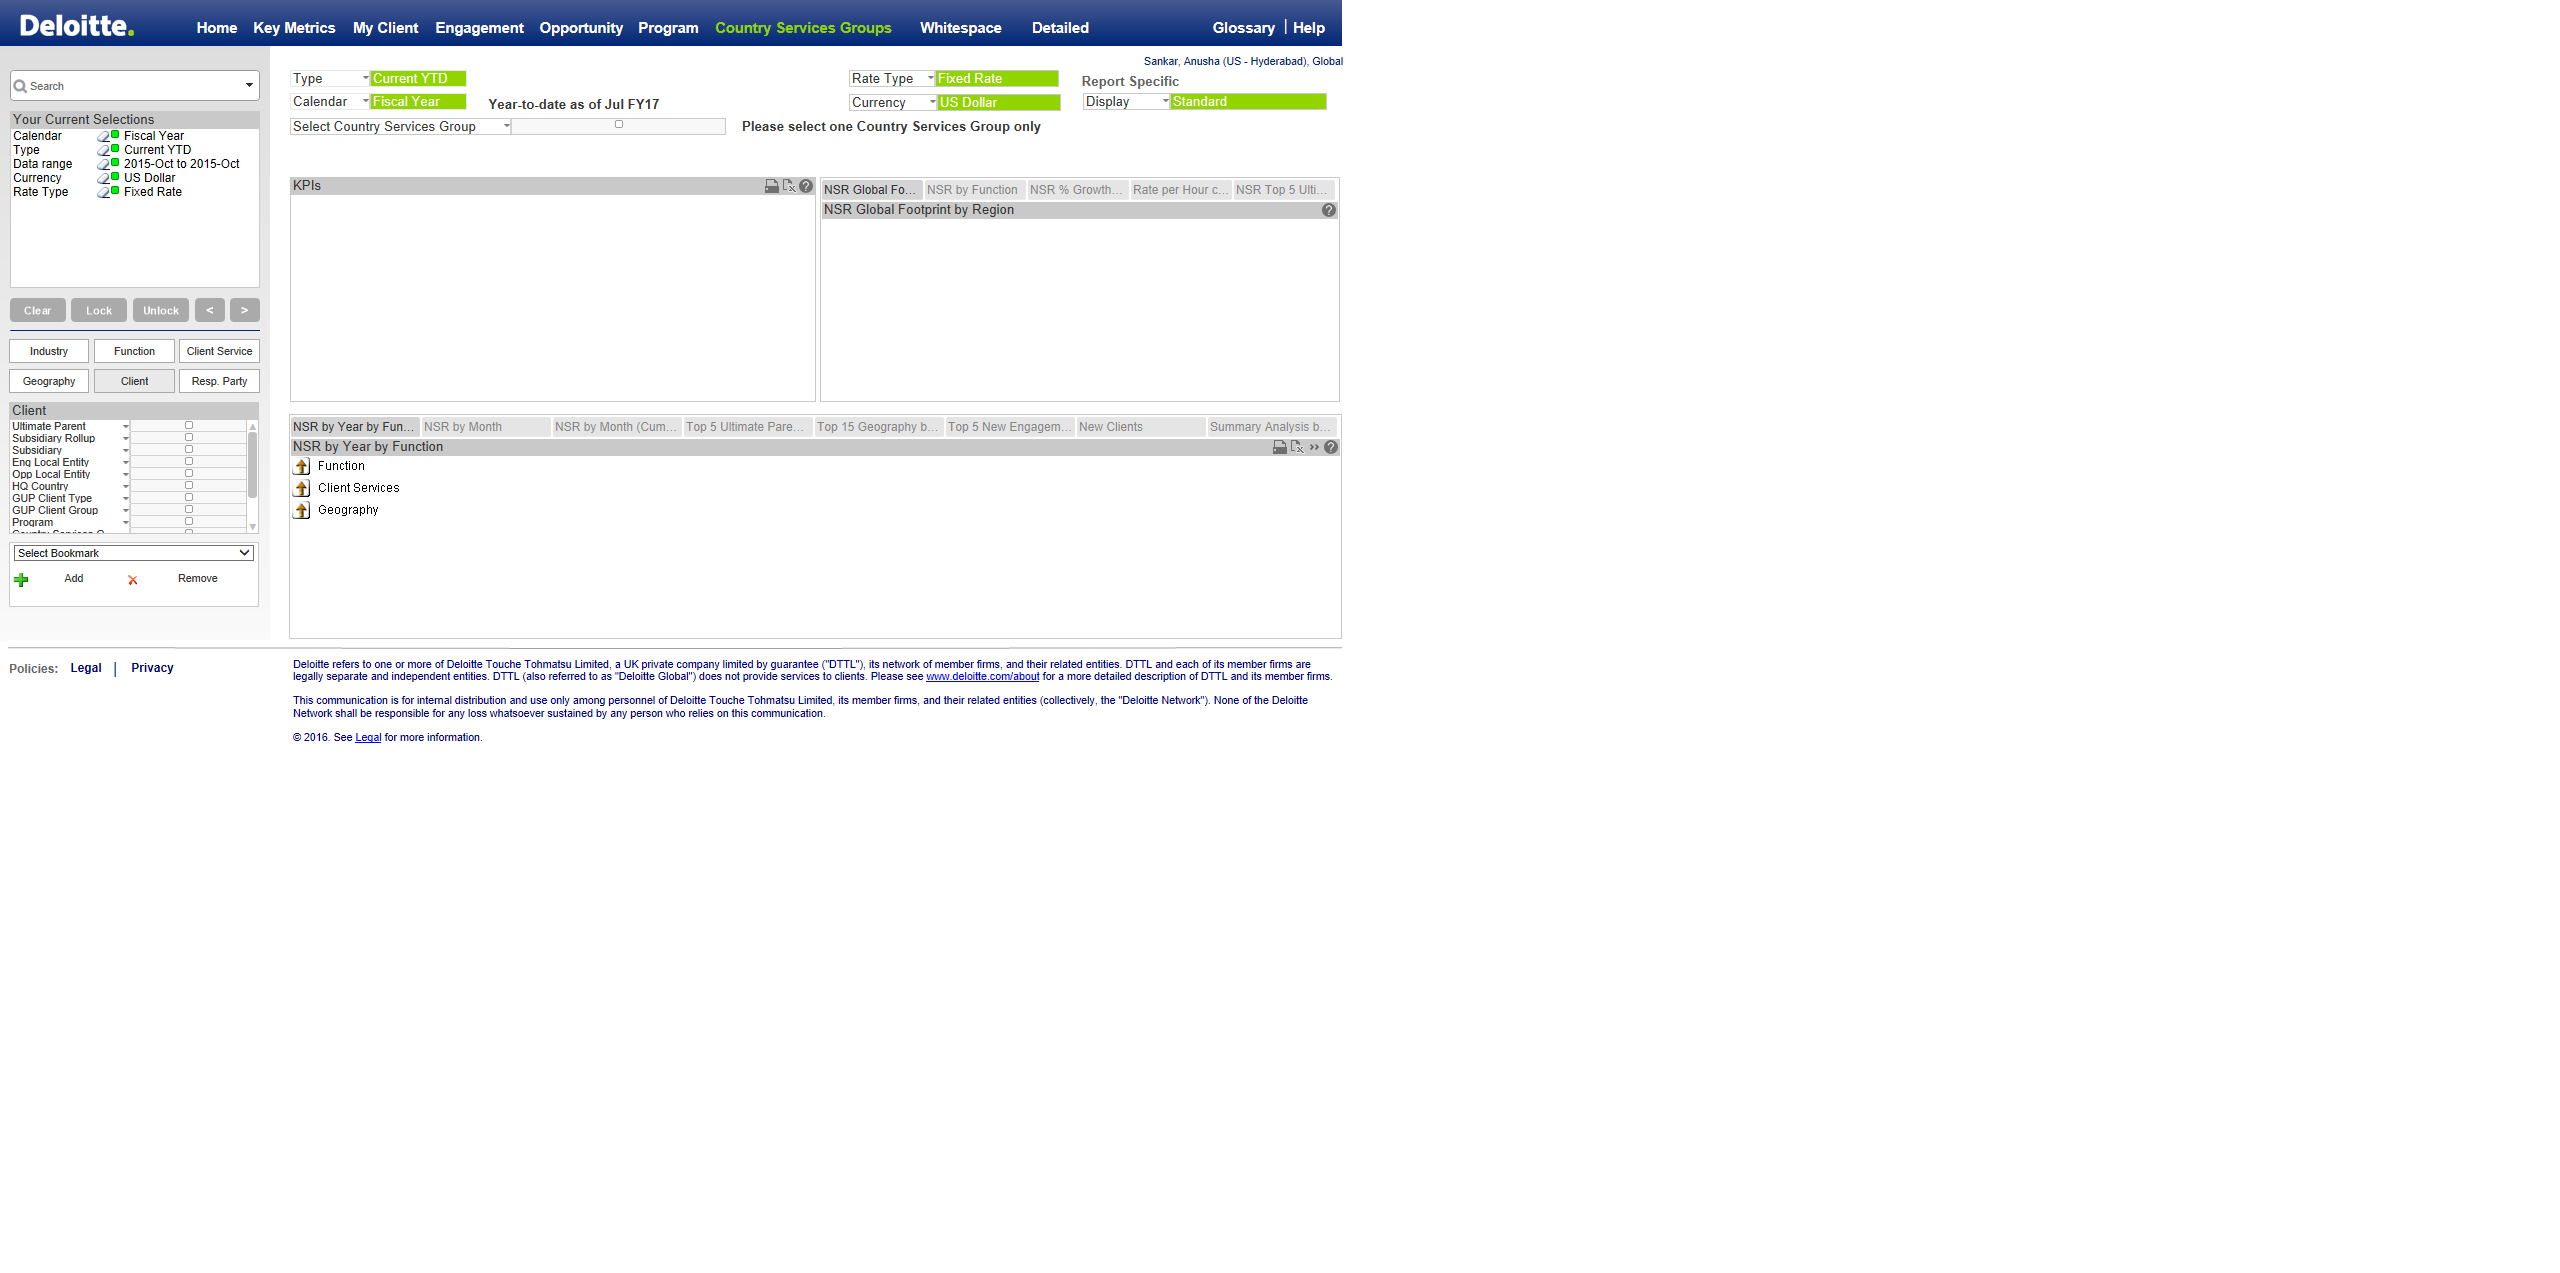 Deloitte.
Home Key Metrics My Client Engagement Opportunity Program Country Services Groups Whitespace Detailed Glossary | Help
Sankar, Anusha (US - Hyderabad), Global
Search
Your Current Selections
Calendar Fiscal Year
Type Current YTD
Data range 2015-Oct to 2015-Oct
Currency US Dollar
Rate Type Fixed Rate
Clear Lock Unlock < >
Industry Function Client Service
Geography Client Resp. Party
Client
Ultimate Parent
Subsidiary Rollup
Subsidiary
Eng Local Entity
Opp Local Entity
HQ Country
GUP Client Type
GUP Client Group
Program
Select Bookmark
Add Remove
Type Current YTD
Calendar Fiscal Year
Year-to-date as of Jul FY17
Rate Type Fixed Rate
Currency US Dollar
Report Specific
Display Standard
Select Country Services Group
Please select one Country Services Group only
KPIs
NSR Global Fo... NSR by Function NSR % Growth... Rate per Hour c... NSR Top 5 Ulti...
NSR Global Footprint by Region
NSR by Year by Fun... NSR by Month NSR by Month (Cum... Top 5 Ultimate Pare... Top 15 Geography b... Top 5 New Engagem... New Clients Summary Analysis b...
NSR by Year by Function
Function
Client Services
Geography
Policies: Legal | Privacy
Deloitte refers to one or more of Deloitte Touche Tohmatsu Limited, a UK private company limited by guarantee ("DTTL"), its network of member firms, and their related entities. DTTL and each of its member firms are
legally separate and independent entities. DTTL (also referred to as "Deloitte Global") does not provide services to clients. Please see www.deloitte.com/about for a more detailed description of DTTL and its member firms.
This communication is for internal distribution and use only among personnel of Deloitte Touche Tohmatsu Limited, its member firms, and their related entities (collectively, the "Deloitte Network"). None of the Deloitte
Network shall be responsible for any loss whatsoever sustained by any person who relies on this communication.
© 2016. See Legal for more information.